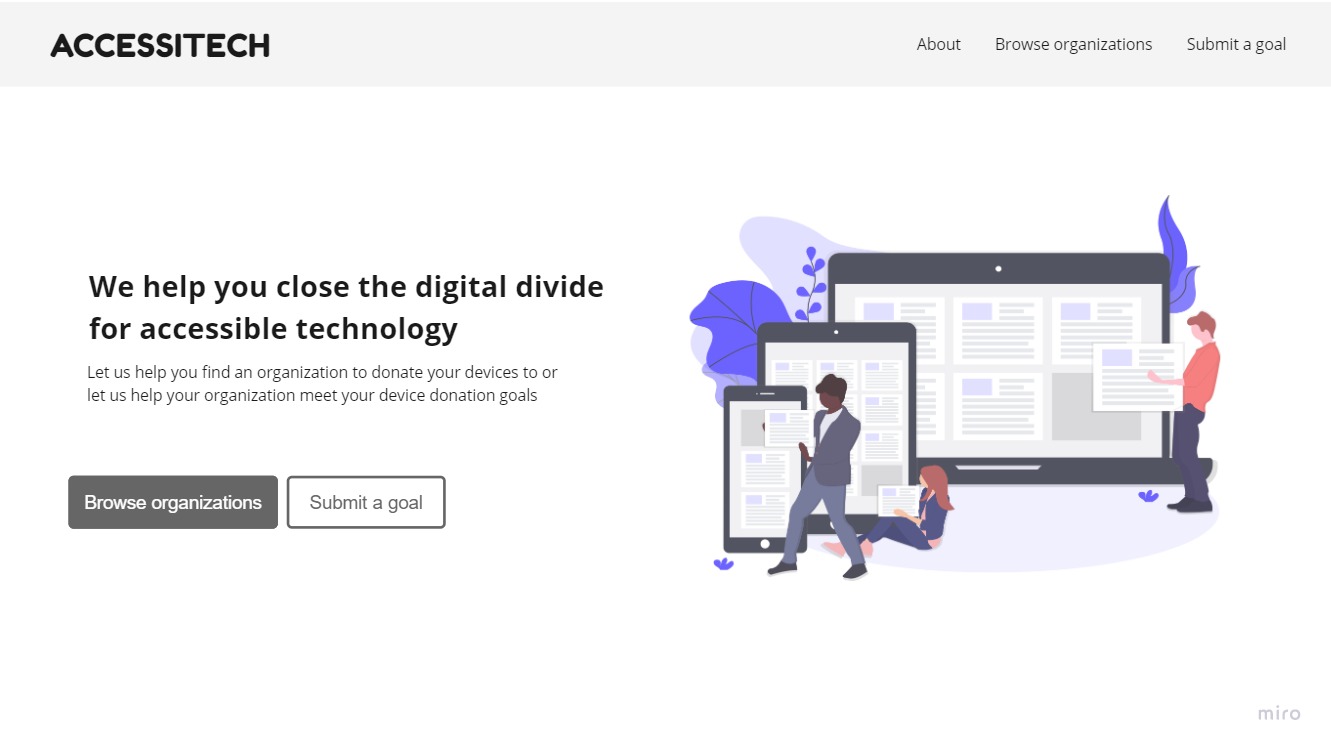 ACCESSITECH
About
Browse organizations
Submit a goal
We help you close the digital divide
for accessible technology
Let us help you find an organization to donate your devices to or
let us help your organization meet your device donation goals
Browse organizations
Submit a goal
miro